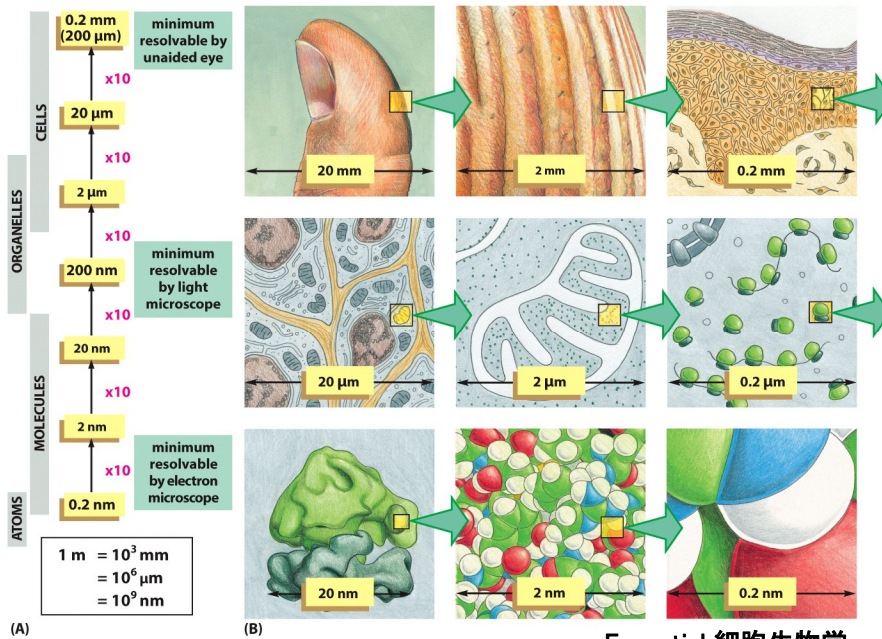 0.2 mm
(200 μm)
minimum
resolvable by
unaided eye
x10
CELLS
20 μm
x10
2 μm
ORGANELLES
x10
200 nm
minimum
resolvable
by light
microscope
x10
20 nm
MOLECULES
x10
2 nm
x10
minimum
resolvable
by electron
microscope
0.2 nm
ATOMS
1 m = 10³ mm
= 10⁶ μm
= 10⁹ nm
(A)
20 mm
2 mm
0.2 mm
20 μm
2 μm
0.2 μm
20 nm
2 nm
0.2 nm
(B)